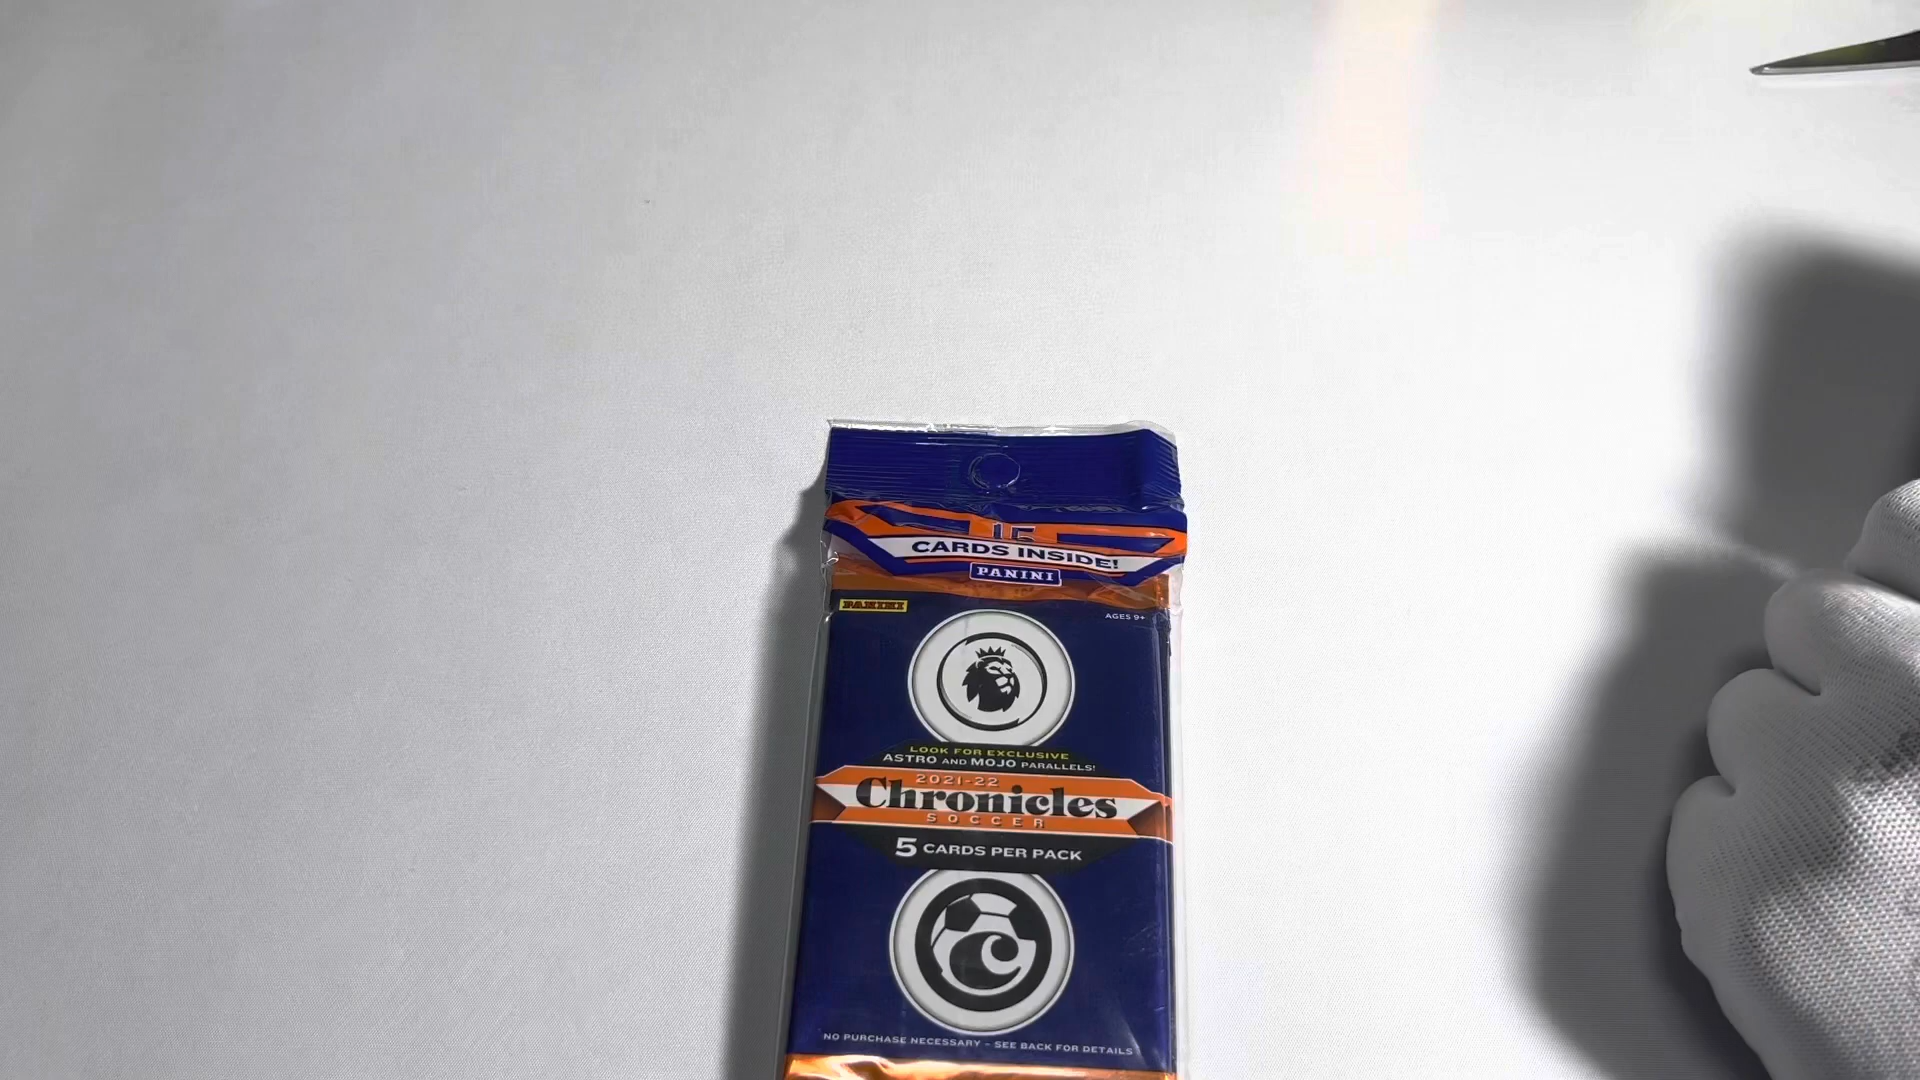 15
CARDS INSIDE!
PANINI
PANINI
AGES 9+
LOOK FOR EXCLUSIVE
ASTRO AND MOJO PARALLELS!
2021-22
Chronicles
SOCCER
5 CARDS PER PACK
C
NO PURCHASE NECESSARY – SEE BACK FOR DETAILS